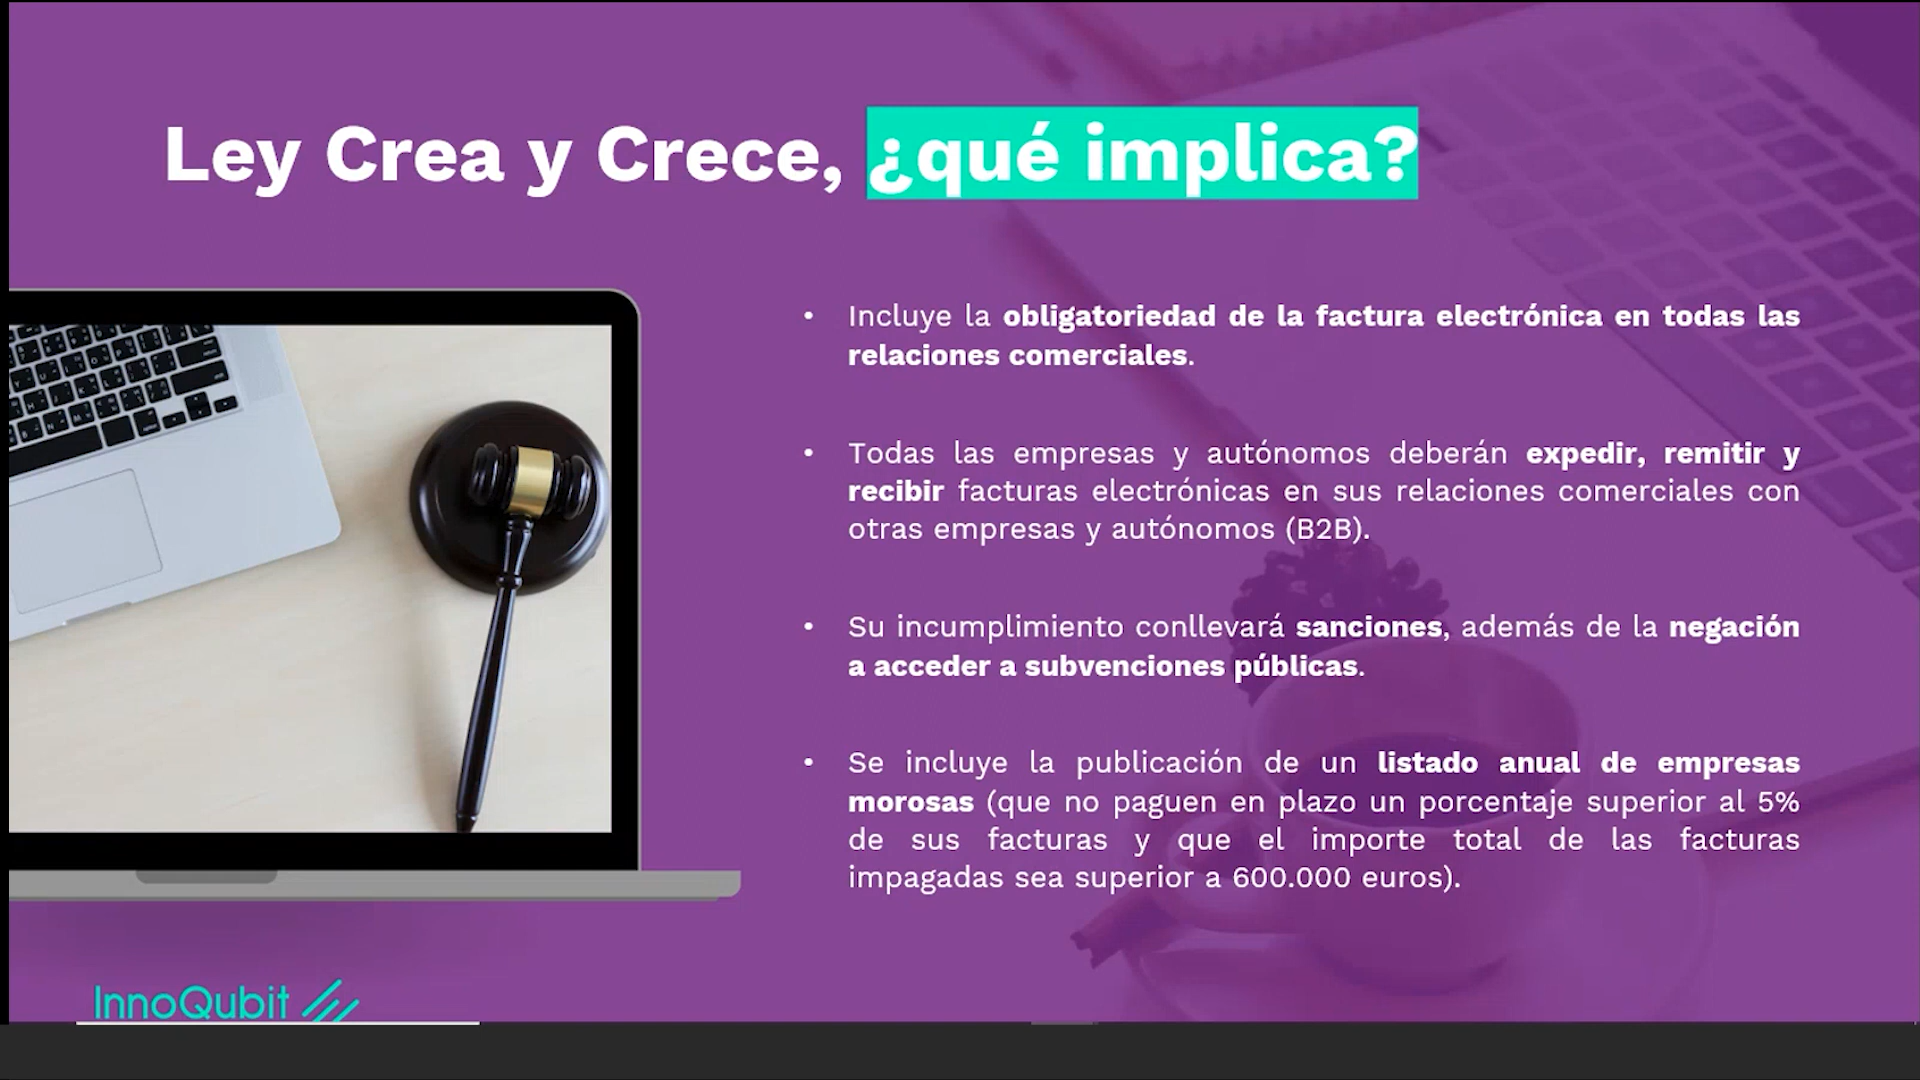 Ley Crea y Crece, ¿qué implica?
• Incluye la obligatoriedad de la factura electrónica en todas las
relaciones comerciales.
• Todas las empresas y autónomos deberán expedir, remitir y
recibir facturas electrónicas en sus relaciones comerciales con
otras empresas y autónomos (B2B).
• Su incumplimiento conllevará sanciones, además de la negación
a acceder a subvenciones públicas.
• Se incluye la publicación de un listado anual de empresas
morosas (que no paguen en plazo un porcentaje superior al 5%
de sus facturas y que el importe total de las facturas
impagadas sea superior a 600.000 euros).
InnoQubit